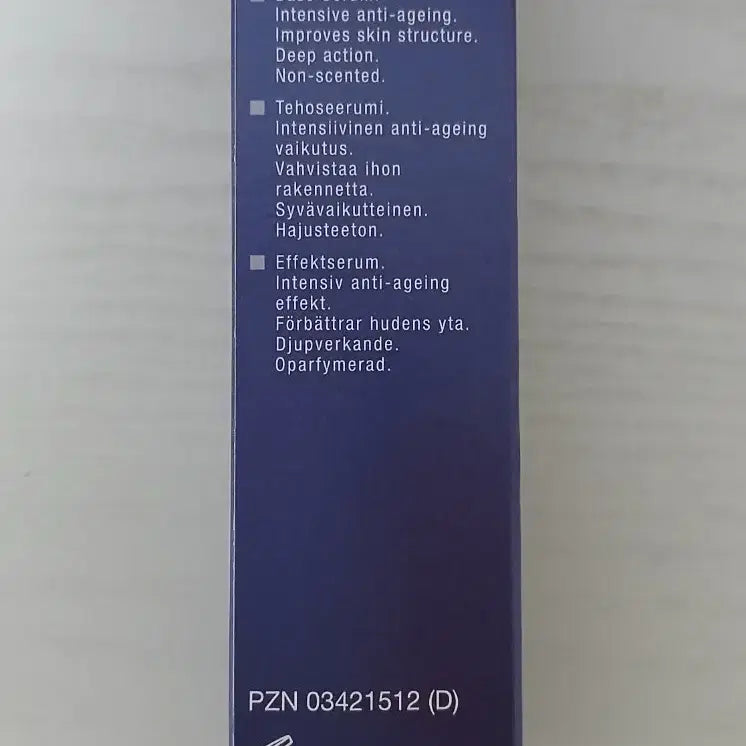 Intensive anti-ageing.
Improves skin structure.
Deep action.
Non-scented.
Tehoseerumi.
Intensiivinen anti-ageing
vaikutus.
Vahvistaa ihon
rakennetta.
Syvävaikutteinen.
Hajusteeton.
Effektserum.
Intensiv anti-ageing
effekt.
Förbättrar hudens yta.
Djupverkande.
Oparfymerad.
PZN 03421512 (D)